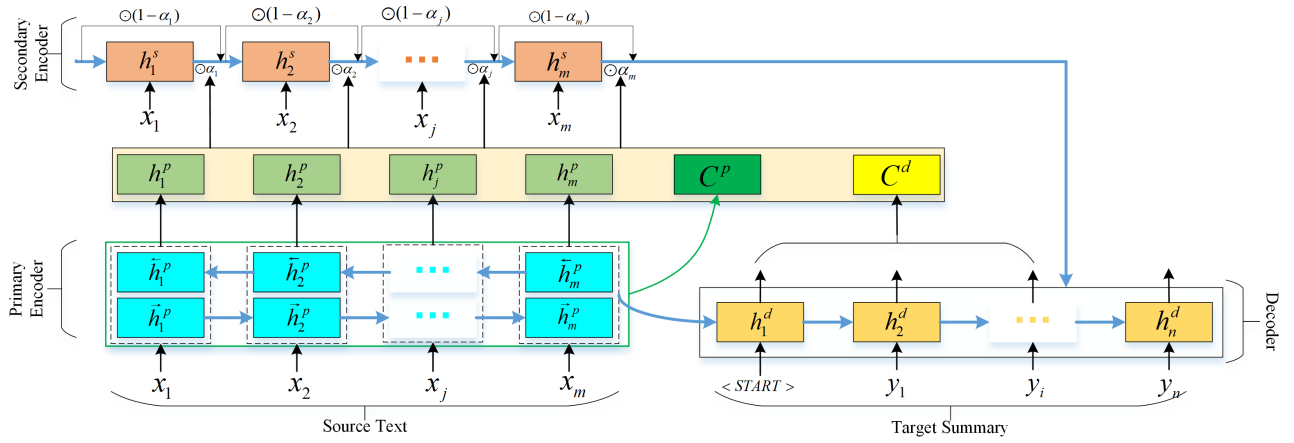 Secondary Encoder
⊙(1-α₁) ⊙(1-α₂) ⊙(1-αⱼ) ⊙(1-αₘ)
h₁ˢ ⊙α₁ h₂ˢ ⊙α₂ ... ⊙αⱼ hₘˢ ⊙αₘ
x₁ x₂ xⱼ xₘ
h₁ᵖ h₂ᵖ hⱼᵖ hₘᵖ Cᵖ Cᵈ
Primary Encoder
←h₁ᵖ ←h₂ᵖ ... ←hₘᵖ
→h₁ᵖ →h₂ᵖ ... →hₘᵖ
h₁ᵈ h₂ᵈ ... hₙᵈ
Decoder
x₁ x₂ xⱼ xₘ
<START> y₁ yᵢ yₙ
Source Text
Target Summary